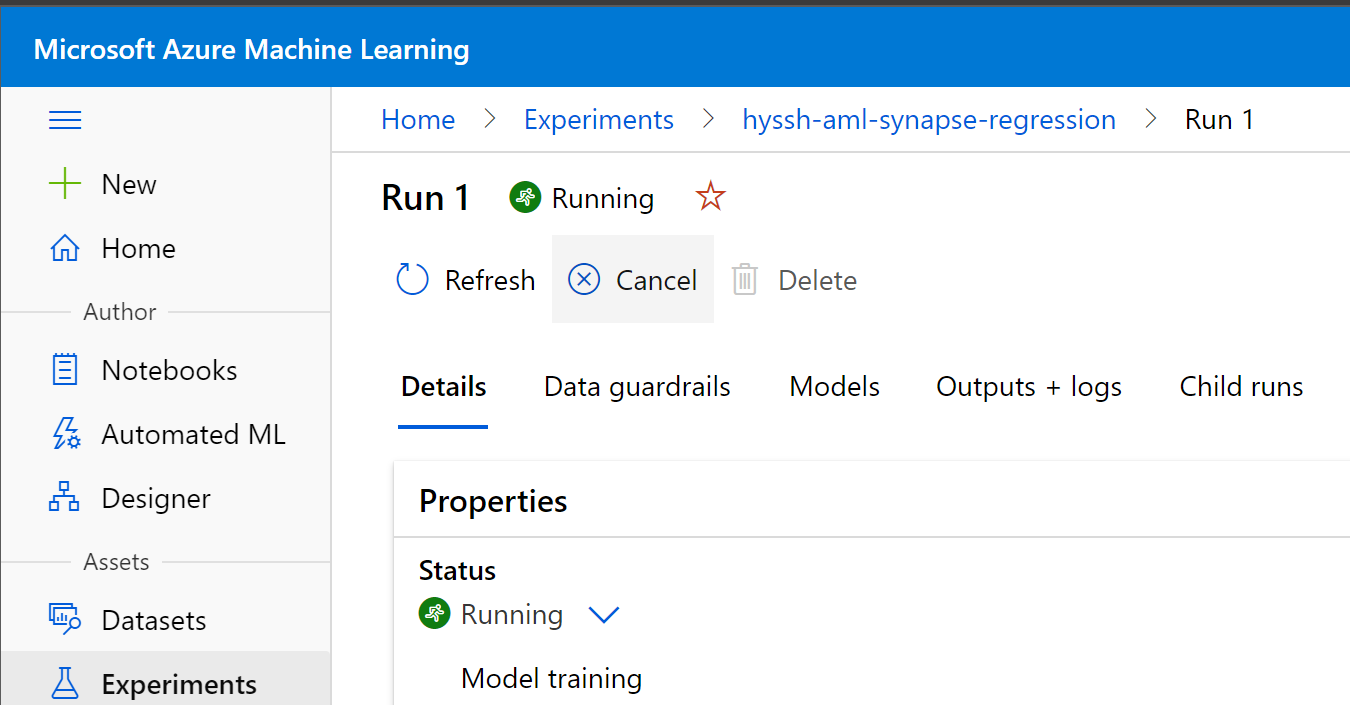 Microsoft Azure Machine Learning
Home > Experiments > hyssh-aml-synapse-regression > Run 1
New
Home
Author
Notebooks
Automated ML
Designer
Assets
Datasets
Experiments
Run 1 Running
Refresh Cancel Delete
Details Data guardrails Models Outputs + logs Child runs
Properties
Status
Running
Model training